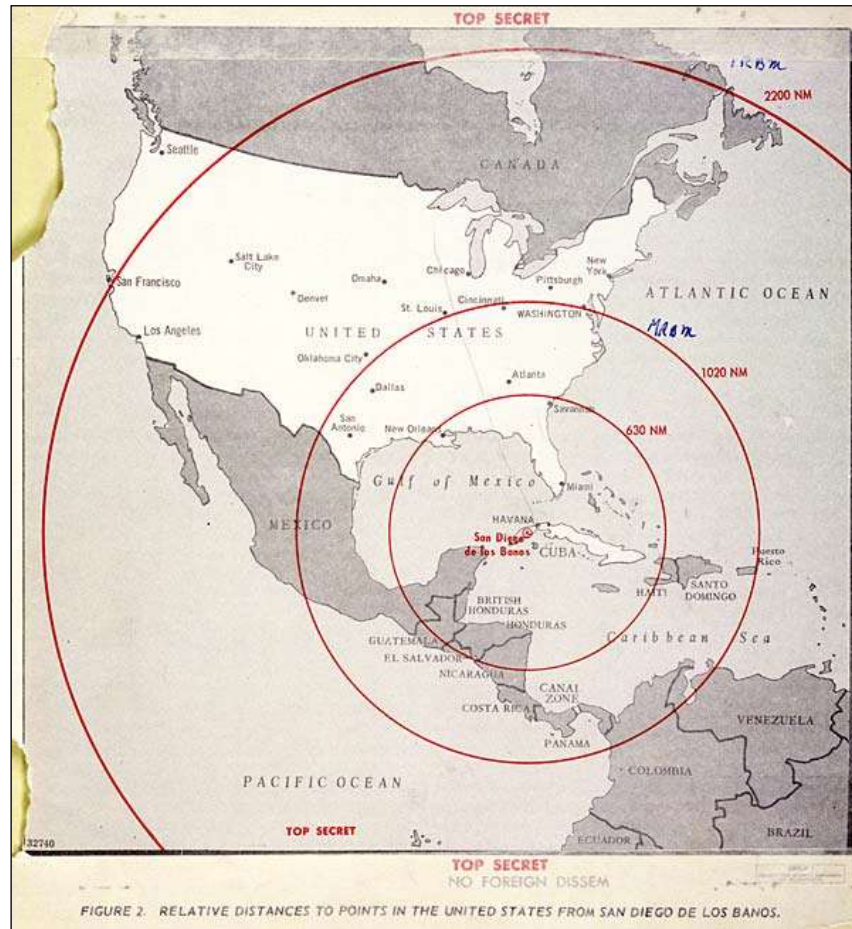 TOP SECRET
IRBM
2200 NM
Seattle
CANADA
Salt Lake
City
San Francisco
Omaha
Chicago
Pittsburgh
New
York
Denver
Cincinnati
St. Louis
WASHINGTON
ATLANTIC OCEAN
UNITED STATES
MRBM
Los Angeles
Oklahoma City
Atlanta
1020 NM
Dallas
Savannah
San
Antonio
New Orleans
630 NM
Gulf of Mexico
Miami
HAVANA
MEXICO
San Diego
de los Banos
CUBA
Puerto
Rico
HAITI
SANTO
DOMINGO
BRITISH
HONDURAS
HONDURAS
GUATEMALA
EL SALVADOR
NICARAGUA
Caribbean Sea
COSTA RICA
CANAL
ZONE
PANAMA
VENEZUELA
COLOMBIA
PACIFIC OCEAN
TOP SECRET
ECUADOR
BRAZIL
32740
TOP SECRET
NO FOREIGN DISSEM
FIGURE 2. RELATIVE DISTANCES TO POINTS IN THE UNITED STATES FROM SAN DIEGO DE LOS BANOS.